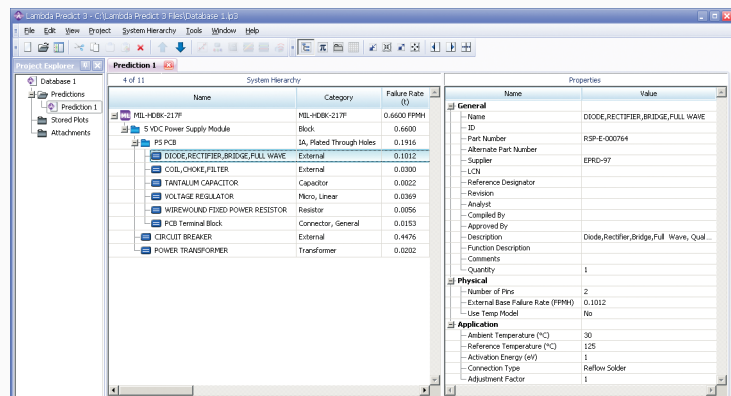 Lambda Predict 3 - C:\Lambda Predict 3 Files\Database 1.lp3
File Edit View Project System Hierarchy Tools Window Help
Project Explorer
Database 1
Predictions
Prediction 1
Stored Plots
Attachments
Prediction 1
4 of 11 System Hierarchy
Name Category Failure Rate (t)
MIL-HDBK-217F MIL-HDBK-217F 0.6600 FPMH
5 VDC Power Supply Module Block 0.6600
PS PCB IA, Plated Through Holes 0.1916
DIODE,RECTIFIER,BRIDGE,FULL WAVE External 0.1012
COIL,CHOKE,FILTER External 0.0300
TANTALUM CAPACITOR Capacitor 0.0022
VOLTAGE REGULATOR Micro, Linear 0.0369
WIREWOUND FIXED POWER RESISTOR Resistor 0.0056
PCB Terminal Block Connector, General 0.0153
CIRCUIT BREAKER External 0.4476
POWER TRANSFORMER Transformer 0.0202
Properties
Name Value
General
Name DIODE,RECTIFIER,BRIDGE,FULL WAVE
ID
Part Number RSP-E-000764
Alternate Part Number
Supplier EPRD-97
LCN
Reference Designator
Revision
Analyst
Compiled By
Approved By
Description Diode,Rectifier,Bridge,Full Wave, Qual...
Function Description
Comments
Quantity 1
Physical
Number of Pins 2
External Base Failure Rate (FPMH) 0.1012
Use Temp Model No
Application
Ambient Temperature (°C) 30
Reference Temperature (°C) 125
Activation Energy (eV) 1
Connection Type Reflow Solder
Adjustment Factor 1